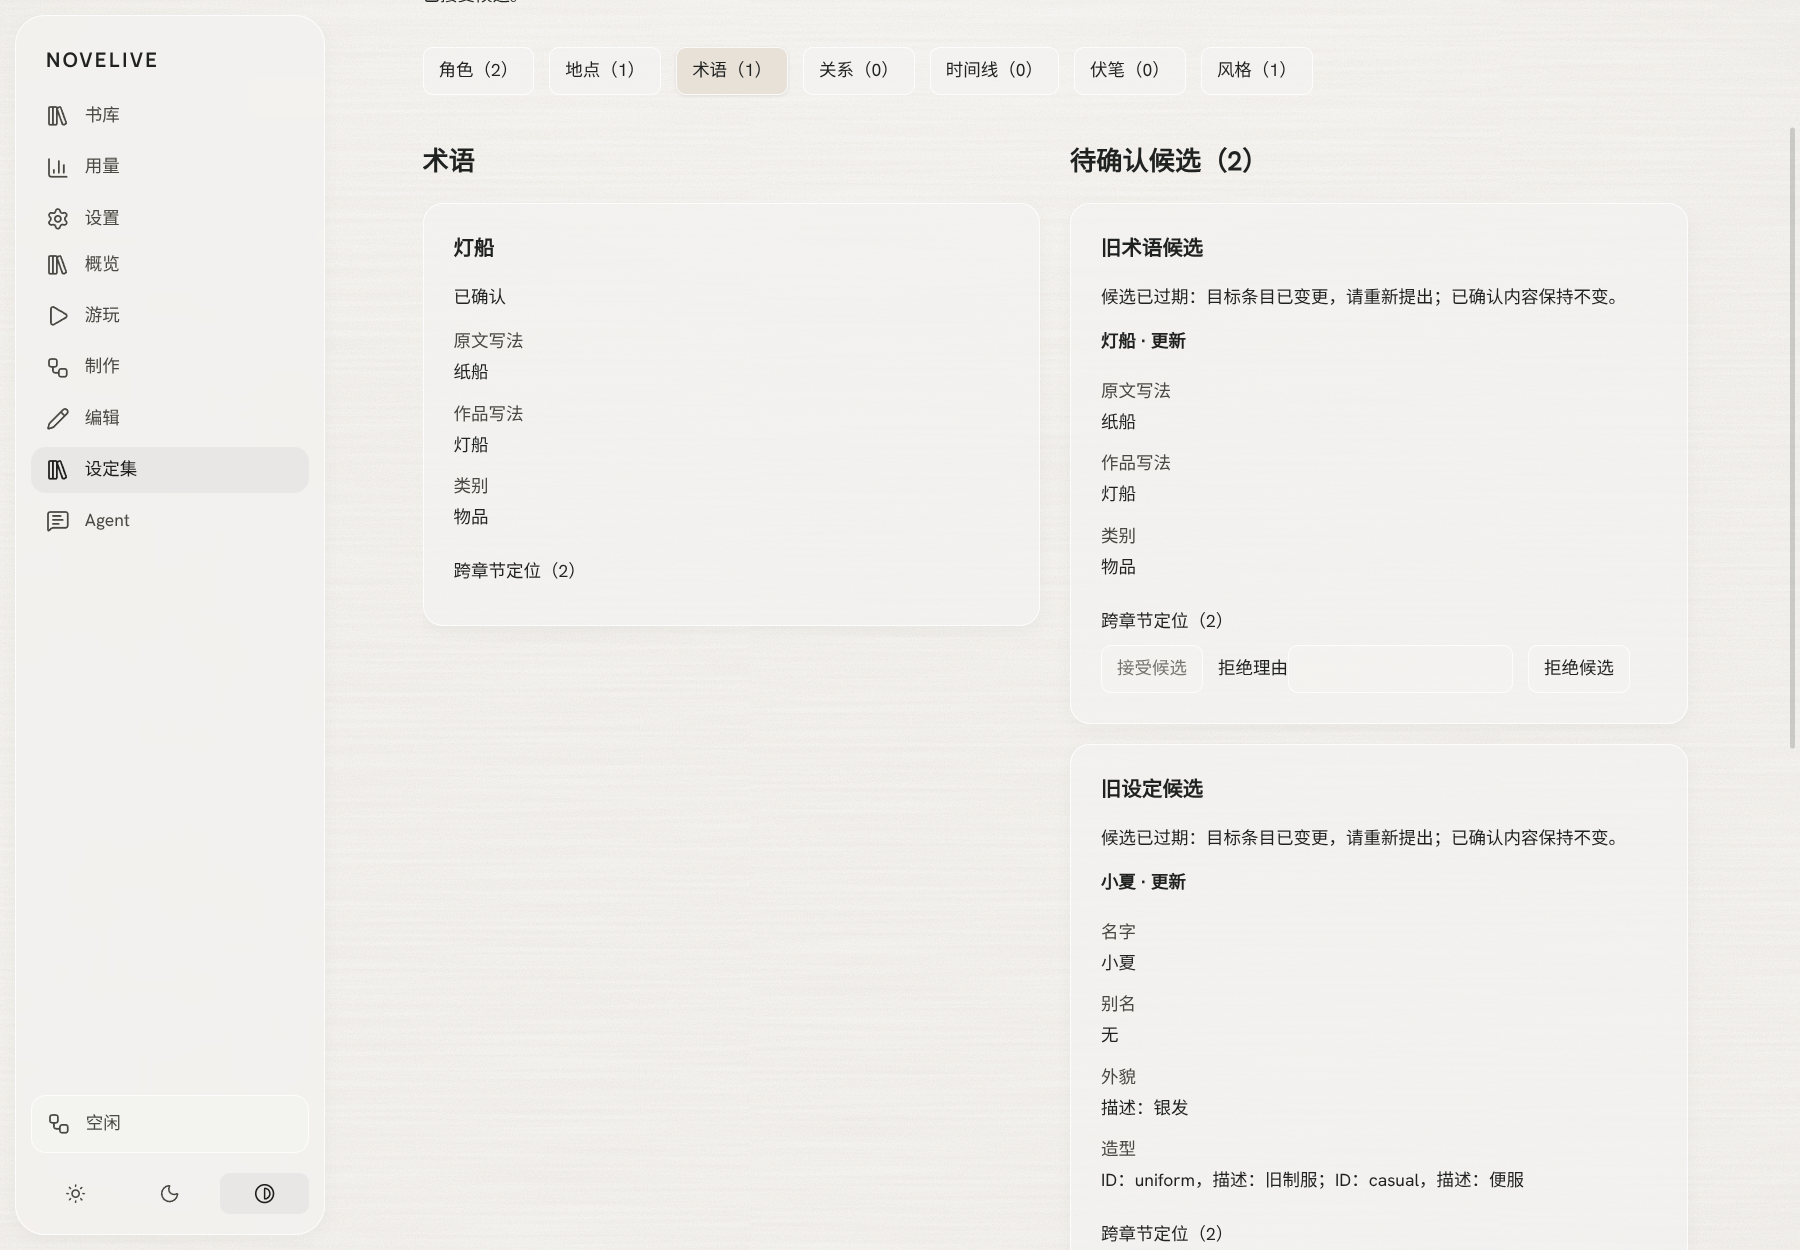 NOVELIVE
书库
用量
设置
概览
游玩
制作
编辑
设定集
Agent
空闲
角色（2）
地点（1）
术语（1）
关系（0）
时间线（0）
伏笔（0）
风格（1）
术语
灯船
已确认
原文写法
纸船
作品写法
灯船
类别
物品
跨章节定位（2）
待确认候选（2）
旧术语候选
候选已过期：目标条目已变更，请重新提出；已确认内容保持不变。
灯船 · 更新
原文写法
纸船
作品写法
灯船
类别
物品
跨章节定位（2）
接受候选
拒绝理由
拒绝候选
旧设定候选
候选已过期：目标条目已变更，请重新提出；已确认内容保持不变。
小夏 · 更新
名字
小夏
别名
无
外貌
描述：银发
造型
ID：uniform，描述：旧制服；ID：casual，描述：便服
跨章节定位（2）